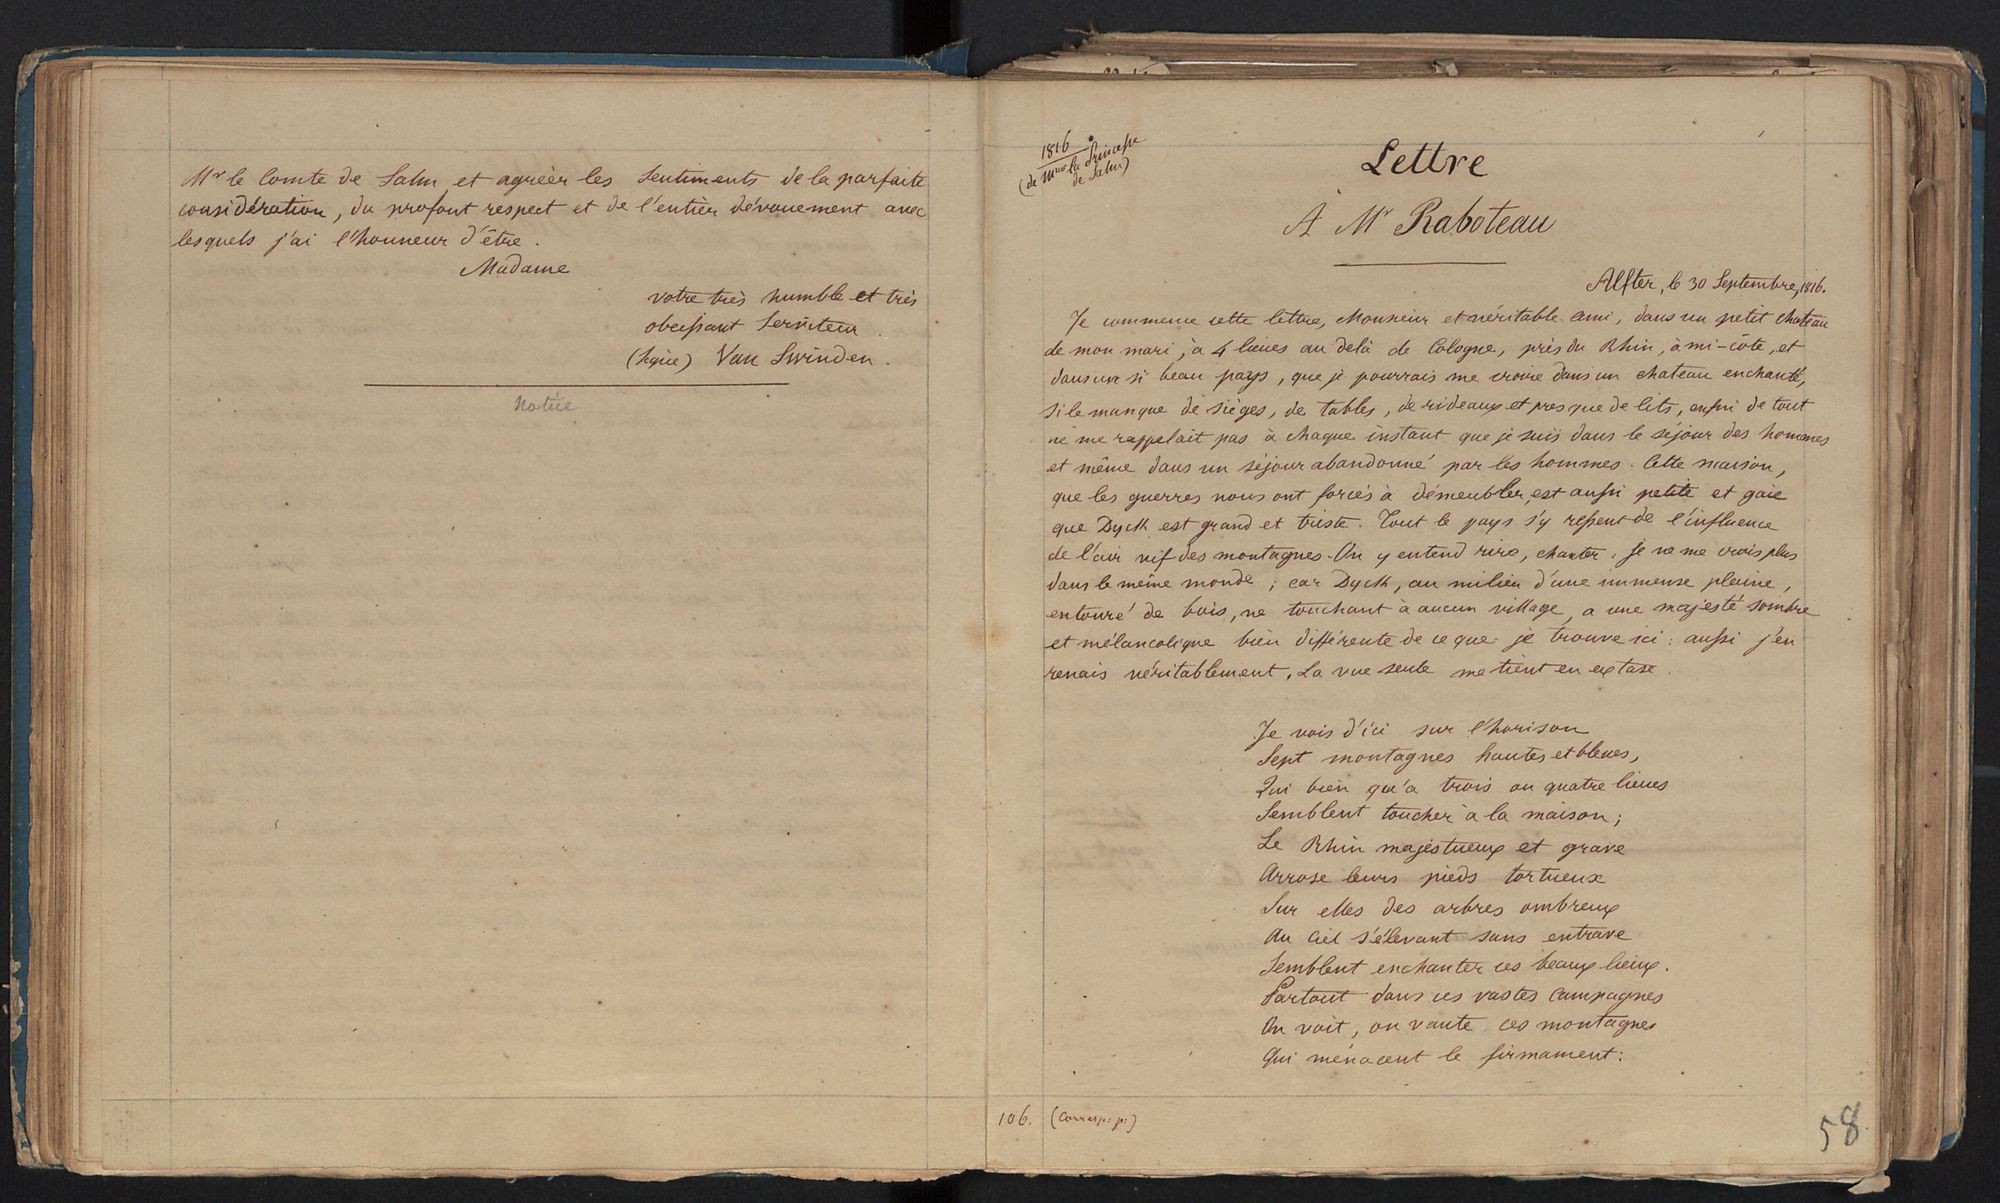 Mr le Comte de Salm, et agréer les sentiments de la parfaite
considération, du profont respect et de l'entier dévouement avec
lesquels j'ai l'honneur d'être.
Madame
votre très humble et très
obeissant Serviteur.
(Signé) Van Swinden.
Notice
1816
(de Mme la Princesse
de Salm)
Lettre
A Mr Raboteau
Alfter, le 30 Septembre, 1816.
Je commence cette lettre, Monsieur et véritable ami, dans un petit chateau
de mon mari, à 4 lieues au delà de Cologne, près du Rhin, à mi-côte, et
dans un si beau pays, que je pourrais me croire dans un chateau enchanté,
si le manque de sièges, de tables, de rideaux et presque de lits, enfin de tout
ne me rappelait pas à chaque instant que je suis dans le séjour des hommes
et même dans un séjour abandonné par les hommes. Cette maison,
que les guerres nous ont forcés à démeubler, est aussi petite et gaie
que Dyck est grand et triste. Tout le pays s'y ressent de l'influence
de l'air vif des montagnes. On y entend rire, chanter: je ne me crois plus
dans le même monde; car Dyck, au milieu d'une immense plaine,
entouré de bois, ne touchant à aucun village, a une majesté sombre
et mélancolique bien différente de ce que je trouve ici: aussi j'en
renais véritablement. La vue seule me tient en extase.
Je vois d'ici sur l'horison
Sept montagnes hautes et bleues,
Qui bien qu'a trois ou quatre lieues
Semblent toucher à la maison;
Le Rhin majestueux et grave
Arrose leurs pieds tortueux
Sur elles des arbres ombreux
Au Ciel s'élevant sans entrave
Semblent enchanter ces beaux lieux.
Partout dans ces vastes campagnes
On voit, on vante ces montagnes
Qui ménacent le firmament:
106. (Corresp: p:)
58